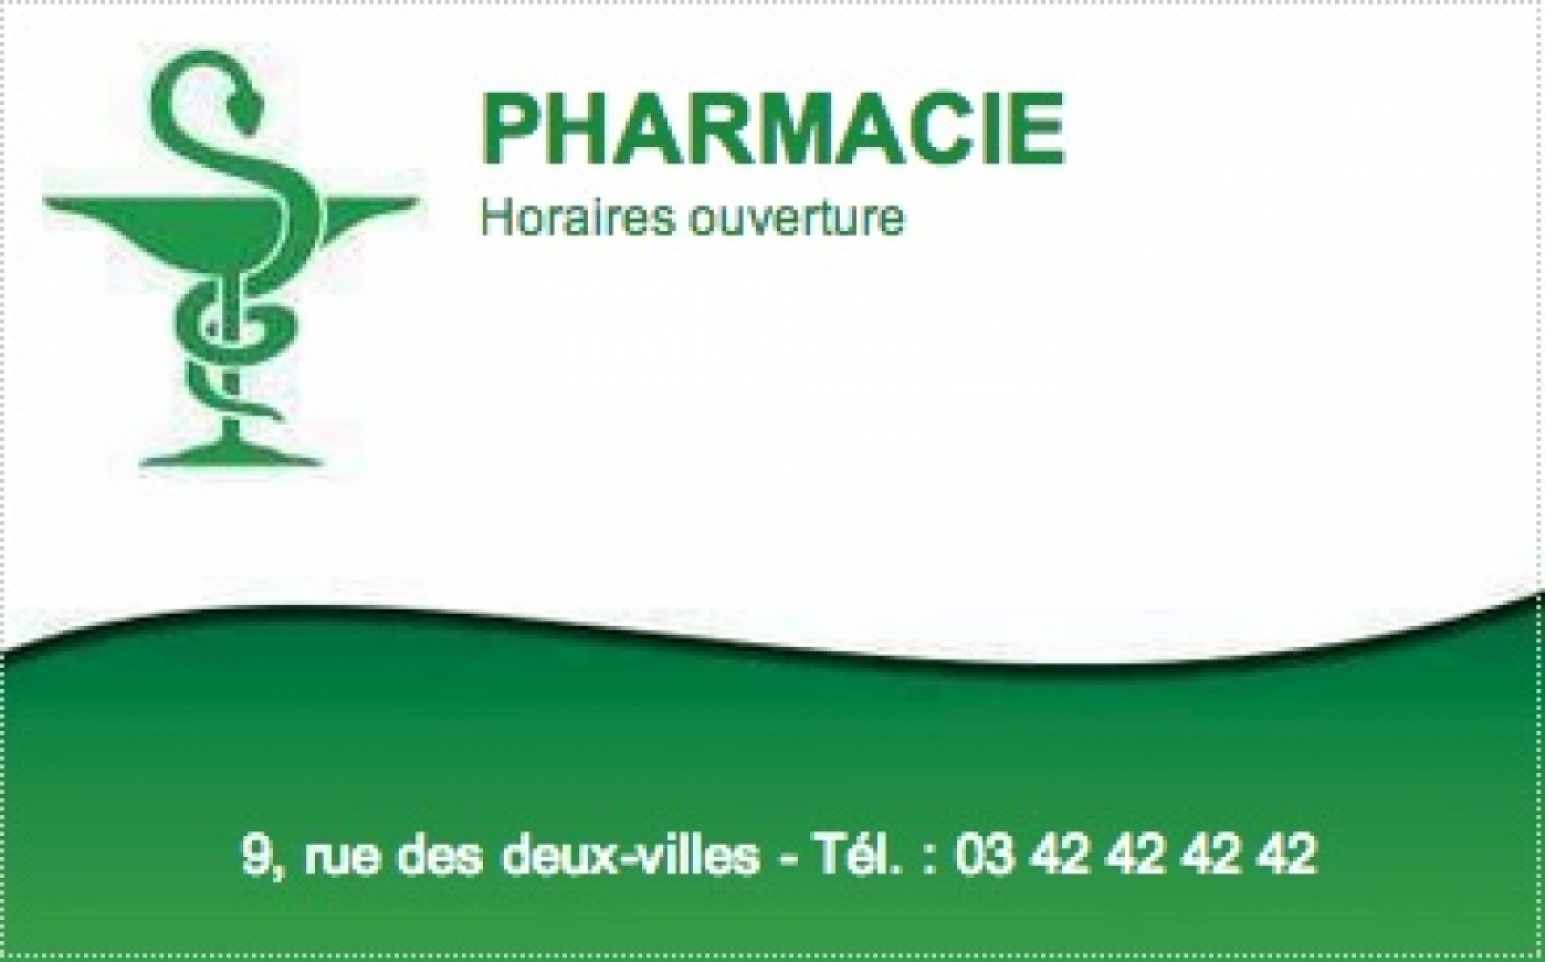 PHARMACIE
Horaires ouverture
9, rue des deux-villes - Tél. : 03 42 42 42 42